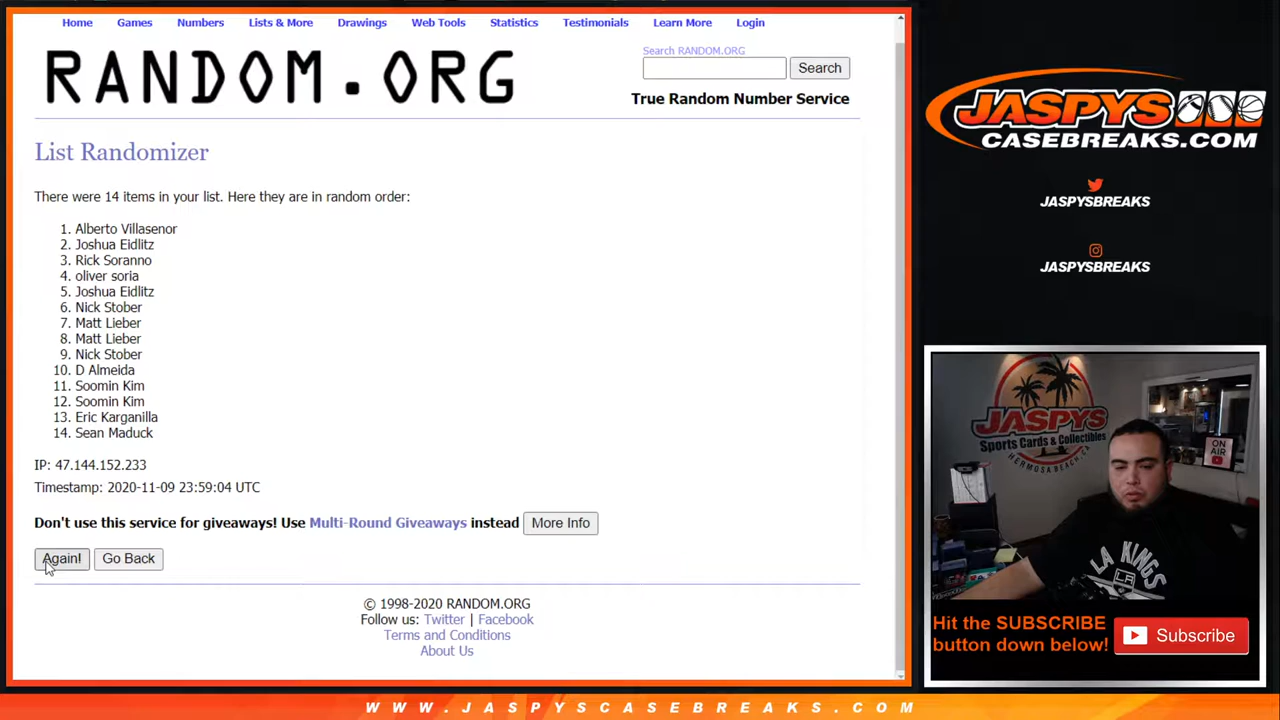 Home Games Numbers Lists & More Drawings Web Tools Statistics Testimonials Learn More Login
RANDOM.ORG
Search RANDOM.ORG
Search
True Random Number Service
List Randomizer
There were 14 items in your list. Here they are in random order:
1. Alberto Villasenor
2. Joshua Eidlitz
3. Rick Soranno
4. oliver soria
5. Joshua Eidlitz
6. Nick Stober
7. Matt Lieber
8. Matt Lieber
9. Nick Stober
10. D Almeida
11. Soomin Kim
12. Soomin Kim
13. Eric Karganilla
14. Sean Maduck
IP: 47.144.152.233
Timestamp: 2020-11-09 23:59:04 UTC
Don't use this service for giveaways! Use Multi-Round Giveaways instead More Info
Again! Go Back
© 1998-2020 RANDOM.ORG
Follow us: Twitter | Facebook
Terms and Conditions
About Us
JASPYS
CASEBREAKS.COM
JASPYSBREAKS
JASPYSBREAKS
JASPYS
Sports Cards & Collectibles
HERMOSA BEACH, CA
ON AIR
LA KINGS
LA
Hit the SUBSCRIBE
button down below!
Subscribe
WWW.JASPYSCASEBREAKS.COM